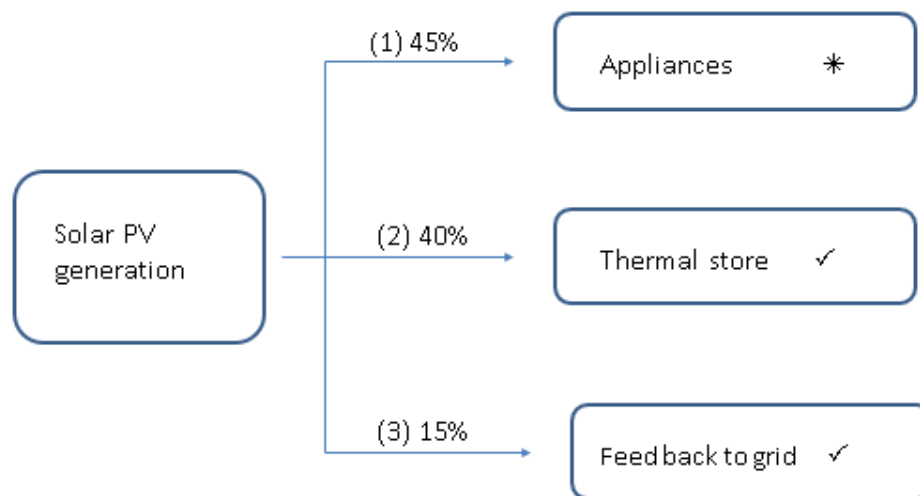 (1) 45%
Appliances *
Solar PV
generation
(2) 40%
Thermal store ✓
(3) 15%
Feed back to grid ✓